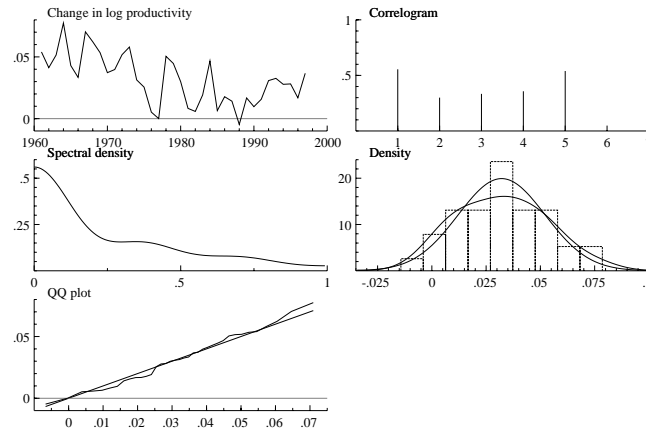 Change in log productivity
.05
0
1960 1970 1980 1990 2000
Correlogram
1
.5
1 2 3 4 5 6 7
Spectral density
.5
.25
0 .5 1
Density
20
10
-.025 0 .025 .05 .075
QQ plot
.05
0
0 .01 .02 .03 .04 .05 .06 .07